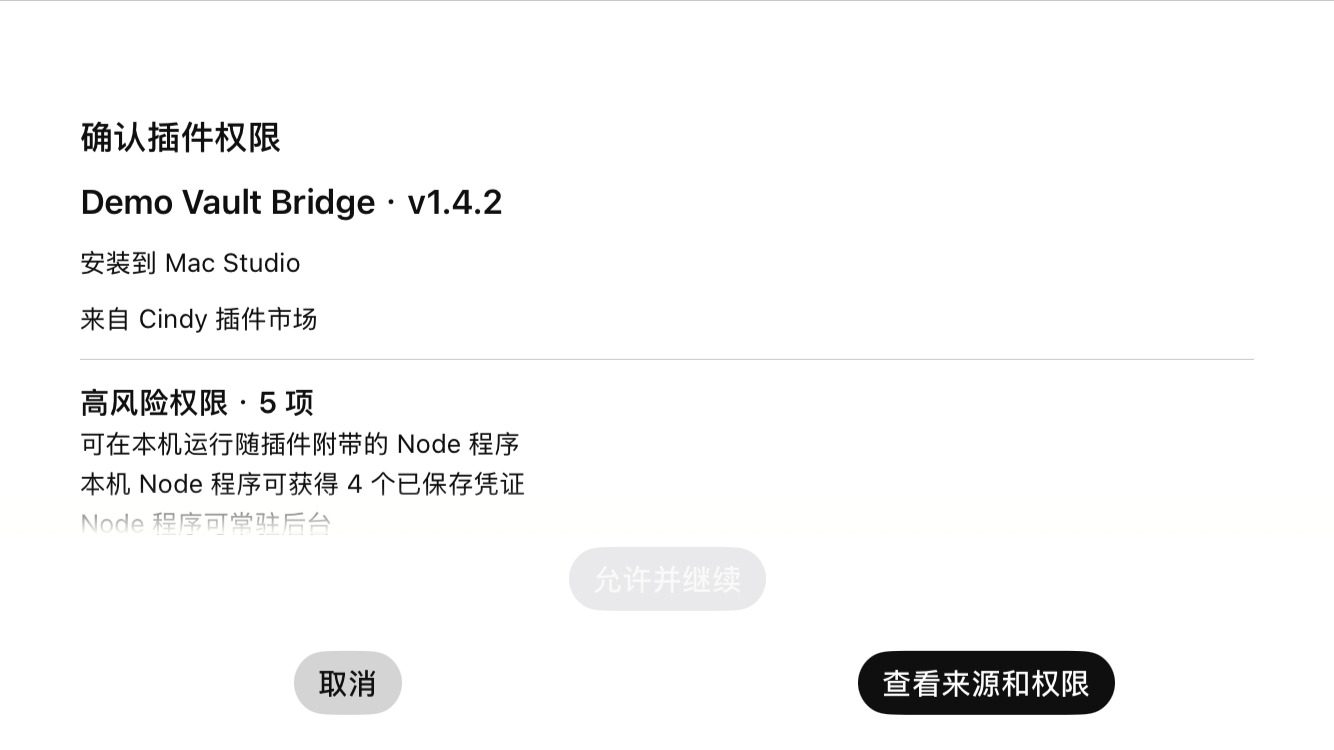 确认插件权限
Demo Vault Bridge · v1.4.2
安装到 Mac Studio
来自 Cindy 插件市场
高风险权限 · 5 项
可在本机运行随插件附带的 Node 程序
本机 Node 程序可获得 4 个已保存凭证
Node 程序可常驻后台
允许并继续
取消
查看来源和权限